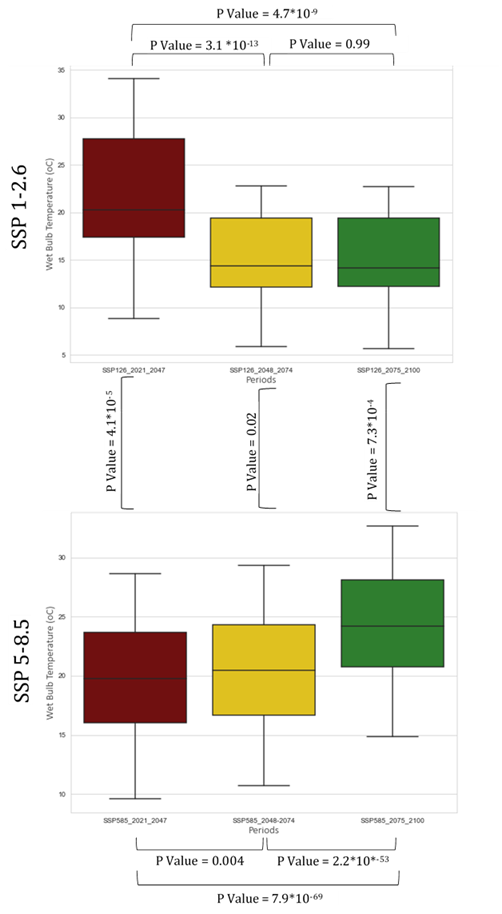 P Value = 4.7*10-9
P Value = 3.1 *10-13
P Value = 0.99
SSP 1-2.6
Wet Bulb Temperature (oC)
35
30
25
20
15
10
5
SSP126_2021_2047
SSP126_2048_2074
SSP126_2075_2100
Periods
P Value = 4.1*10-5
P Value = 0.02
P Value = 7.3*10-4
SSP 5-8.5
Wet Bulb Temperature (oC)
30
25
20
15
10
SSP585_2021_2047
SSP585_2048-2074
SSP585_2075_2100
Periods
P Value = 0.004
P Value = 2.2*10*-53
P Value = 7.9*10-69